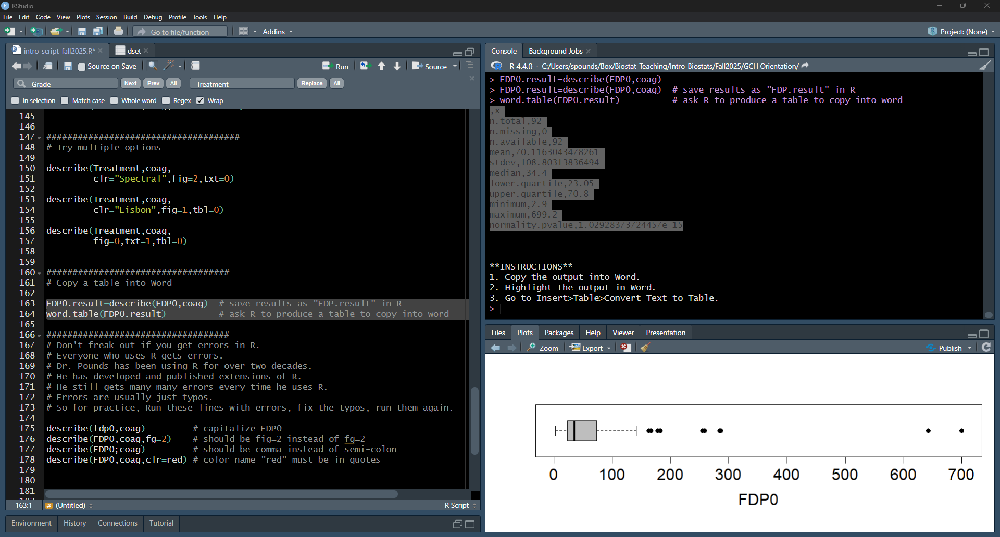 RStudio
File Edit Code View Plots Session Build Debug Profile Tools Help
Go to file/function Addins Project: (None)
intro-script-fall2025.R* dset
Source on Save Run Source
Grade Next Prev All Treatment Replace All
In selection Match case Whole word Regex Wrap
145
146
147 #####################################
148 # Try multiple options
149
150 describe(Treatment,coag,
151 clr="Spectral",fig=2,txt=0)
152
153 describe(Treatment,coag,
154 clr="Lisbon",fig=1,tbl=0)
155
156 describe(Treatment,coag,
157 fig=0,txt=1,tbl=0)
158
159
160 ###################################
161 # Copy a table into Word
162
163 FDP0.result=describe(FDP0,coag) # save results as "FDP.result" in R
164 word.table(FDP0.result) # ask R to produce a table to copy into word
165
166 ###################################
167 # Don't freak out if you get errors in R.
168 # Everyone who uses R gets errors.
169 # Dr. Pounds has been using R for over two decades.
170 # He has developed and published extensions of R.
171 # He still gets many many errors every time he uses R.
172 # Errors are usually just typos.
173 # So for practice, Run these lines with errors, fix the typos, run them again.
174
175 describe(fdp0,coag) # capitalize FDP0
176 describe(FDP0,coag,fg=2) # should be fig=2 instead of fg=2
177 describe(FDP0;coag) # should be comma instead of semi-colon
178 describe(FDP0,coag,clr=red) # color name "red" must be in quotes
179
180
181
163:1 (Untitled) R Script
Environment History Connections Tutorial
Console Background Jobs
R 4.4.0 · C:/Users/spounds/Box/Biostat-Teaching/Intro-Biostats/Fall2025/GCH Orientation/
> FDP0.result=describe(FDP0,coag)
> FDP0.result=describe(FDP0,coag) # save results as "FDP.result" in R
> word.table(FDP0.result) # ask R to produce a table to copy into word
,x
n.total,92
n.missing,0
n.available,92
mean,70.1163043478261
stdev,108.80313836494
median,34.4
lower.quartile,23.05
upper.quartile,70.8
minimum,2.9
maximum,699.2
normality.pvalue,1.02928373724457e-15
**INSTRUCTIONS**
1. Copy the output into Word.
2. Highlight the output in Word.
3. Go to Insert>Table>Convert Text to Table.
>
Files Plots Packages Help Viewer Presentation
Zoom Export Publish
0 100 200 300 400 500 600 700
FDP0